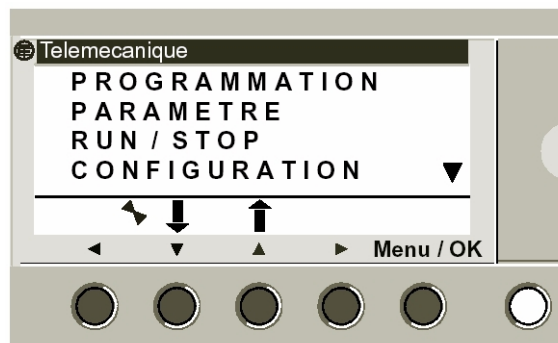 Telemecanique
PROGRAMMATION
PARAMETRE
RUN / STOP
CONFIGURATION
Menu / OK